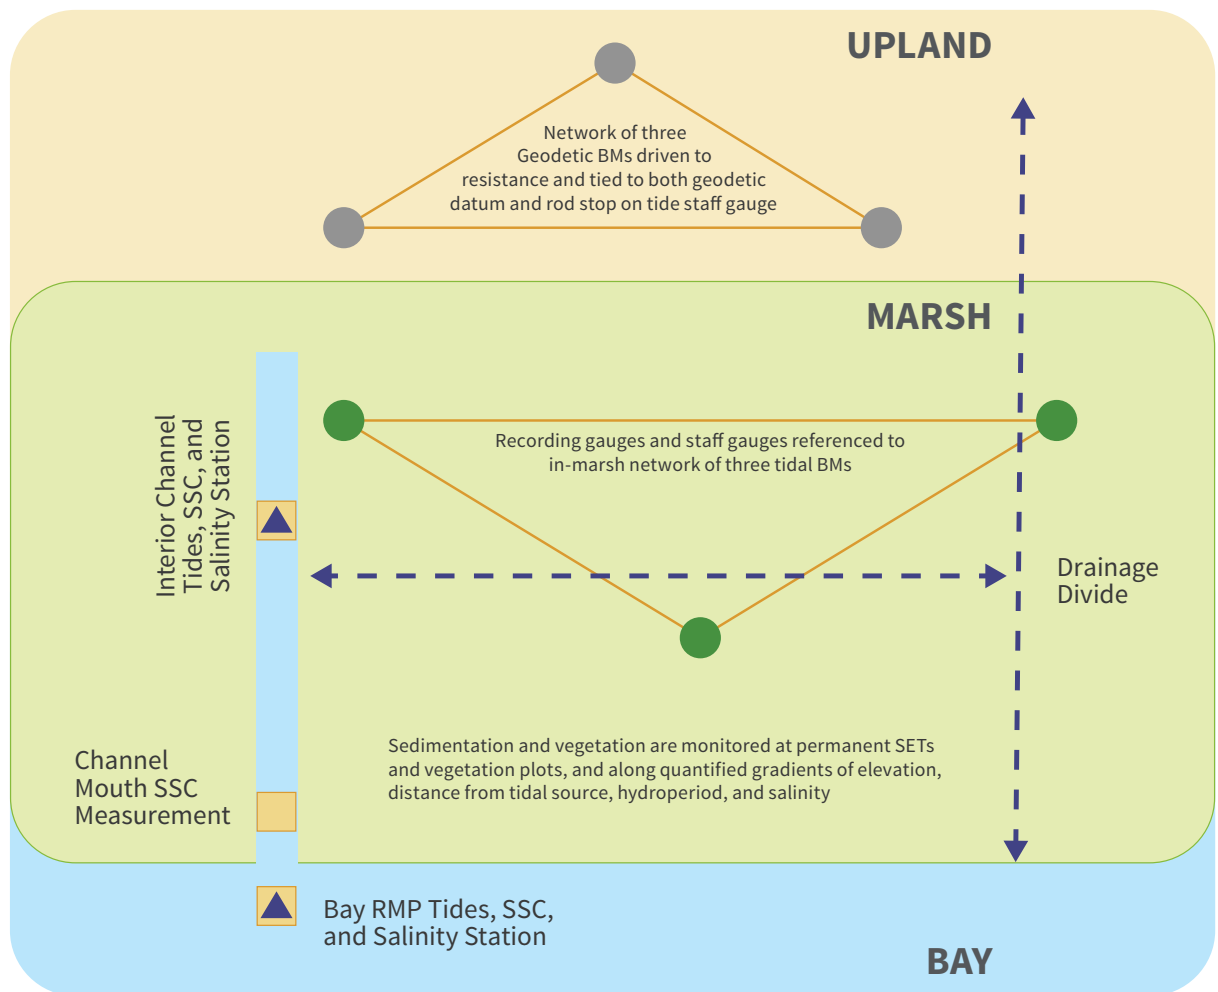 UPLAND
Network of three
Geodetic BMs driven to
resistance and tied to both geodetic
datum and rod stop on tide staff gauge
MARSH
Interior Channel
Tides, SSC, and
Salinity Station
Recording gauges and staff gauges referenced to
in-marsh network of three tidal BMs
Drainage
Divide
Channel
Mouth SSC
Measurement
Sedimentation and vegetation are monitored at permanent SETs
and vegetation plots, and along quantified gradients of elevation,
distance from tidal source, hydroperiod, and salinity
Bay RMP Tides, SSC,
and Salinity Station
BAY